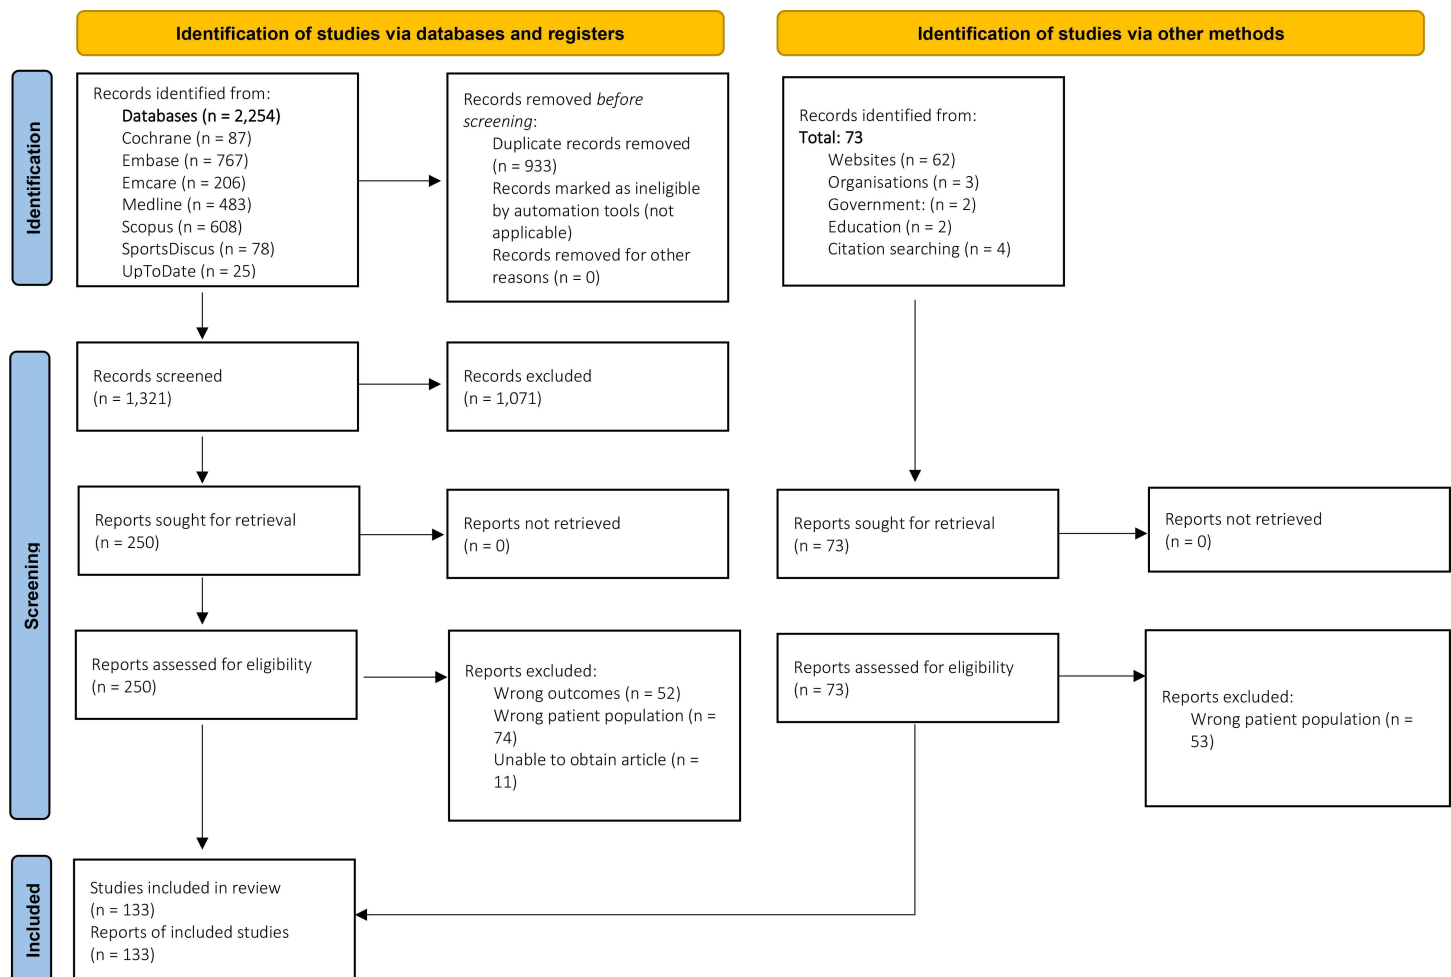 Identification of studies via databases and registers
Identification of studies via other methods
Identification
Records identified from:
Databases (n = 2,254)
Cochrane (n = 87)
Embase (n = 767)
Emcare (n = 206)
Medline (n = 483)
Scopus (n = 608)
SportsDiscus (n = 78)
UpToDate (n = 25)
Records removed before
screening:
Duplicate records removed
(n = 933)
Records marked as ineligible
by automation tools (not
applicable)
Records removed for other
reasons (n = 0)
Records identified from:
Total: 73
Websites (n = 62)
Organisations (n = 3)
Government: (n = 2)
Education (n = 2)
Citation searching (n = 4)
Screening
Records screened
(n = 1,321)
Records excluded
(n = 1,071)
Reports sought for retrieval
(n = 250)
Reports not retrieved
(n = 0)
Reports sought for retrieval
(n = 73)
Reports not retrieved
(n = 0)
Reports assessed for eligibility
(n = 250)
Reports excluded:
Wrong outcomes (n = 52)
Wrong patient population (n =
74)
Unable to obtain article (n =
11)
Reports assessed for eligibility
(n = 73)
Reports excluded:
Wrong patient population (n =
53)
Included
Studies included in review
(n = 133)
Reports of included studies
(n = 133)